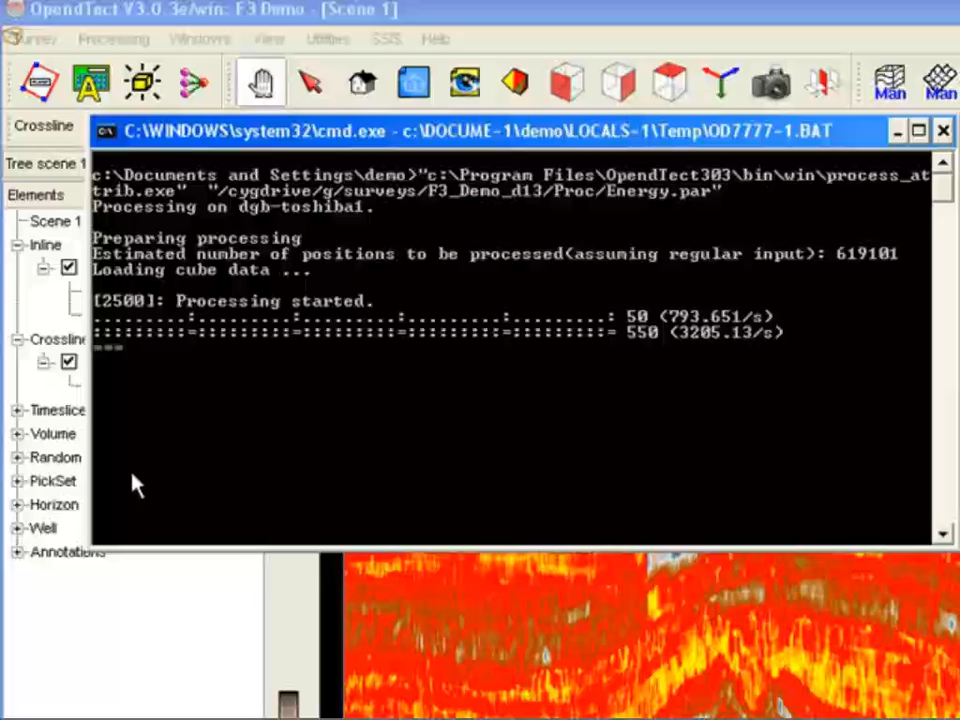 OpendTect V3.0.3e/win: F3 Demo - [Scene 1]
Survey Processing Windows View Utilities SSIS Help
Man Man
Crossline
C:\WINDOWS\system32\cmd.exe - c:\DOCUME~1\demo\LOCALS~1\Temp\OD7777~1.BAT
Tree scene 1
Elements
Scene 1
Inline
Crossline
Timeslice
Volume
Random
PickSet
Horizon
Well
Annotations
c:\Documents and Settings\demo>"c:\Program Files\OpendTect303\bin\win\process_at
trib.exe" "/cygdrive/g/surveys/F3_Demo_d13/Proc/Energy.par"
Processing on dgb-toshiba1.
Preparing processing
Estimated number of positions to be processed(assuming regular input): 619101
Loading cube data ...
[2500]: Processing started.
.........:.........:.........:.........:.........: 50 (793.651/s)
:::::::::=:::::::::=:::::::::=:::::::::=:::::::::= 550 (3205.13/s)
===